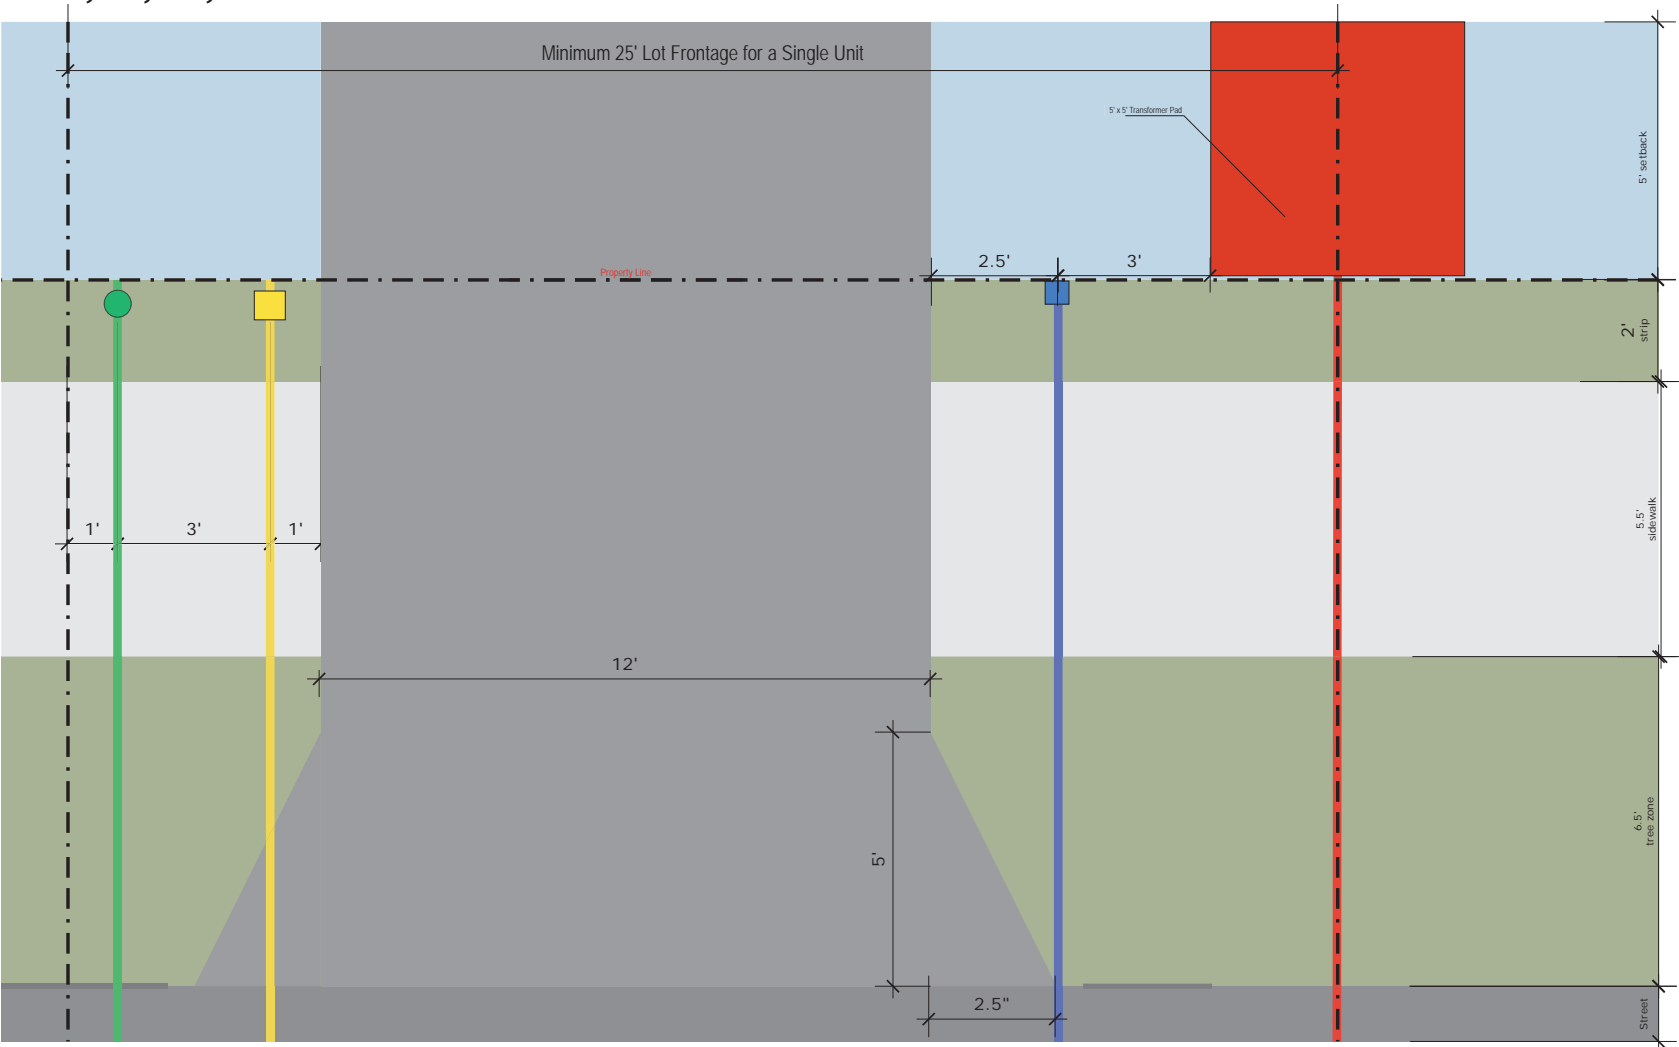 Minimum 25' Lot Frontage for a Single Unit
5' x 5' Transformer Pad
5' setback
2.5'
3'
Property Line
2'
strip
1'
3'
1'
5.5'
sidewalk
12'
5'
6.5'
tree zone
2.5"
Street